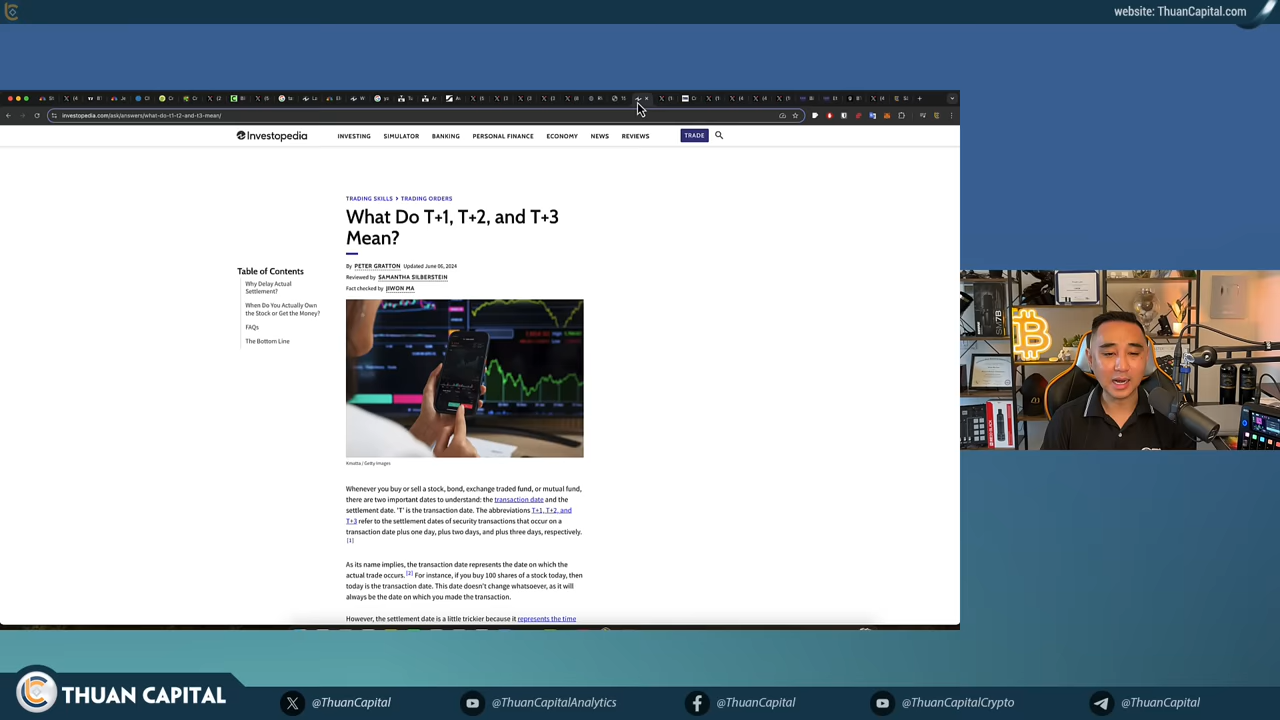 website: ThuanCapital.com
investopedia.com/ask/answers/what-do-t1-t2-and-t3-mean/
Investopedia
INVESTING
SIMULATOR
BANKING
PERSONAL FINANCE
ECONOMY
NEWS
REVIEWS
TRADE
TRADING SKILLS
TRADING ORDERS
What Do T+1, T+2, and T+3
Mean?
By PETER GRATTON Updated June 06, 2024
Reviewed by SAMANTHA SILBERSTEIN
Fact checked by JIWON MA
Table of Contents
Why Delay Actual
Settlement?
When Do You Actually Own
the Stock or Get the Money?
FAQs
The Bottom Line
Kmatta / Getty Images
Whenever you buy or sell a stock, bond, exchange traded fund, or mutual fund,
there are two important dates to understand: the transaction date and the
settlement date. 'T' is the transaction date. The abbreviations T+1, T+2, and
T+3 refer to the settlement dates of security transactions that occur on a
transaction date plus one day, plus two days, and plus three days, respectively.
[1]
As its name implies, the transaction date represents the date on which the
actual trade occurs. [2] For instance, if you buy 100 shares of a stock today, then
today is the transaction date. This date doesn't change whatsoever, as it will
always be the date on which you made the transaction.
However, the settlement date is a little trickier because it represents the time
SM7B
THUAN CAPITAL
@ThuanCapital
@ThuanCapitalAnalytics
@ThuanCapital
@ThuanCapitalCrypto
@ThuanCapital